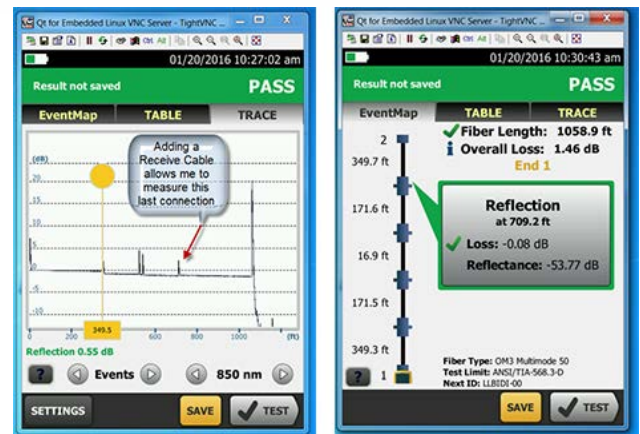 Qt for Embedded Linux VNC Server - TightVNC ...
Ctrl Alt
01/20/2016 10:27:02 am
Result not saved
PASS
EventMap
TABLE
TRACE
Adding a
Receive Cable
allows me to
measure this
last connection
(dB)
20
15
10
5
0
-5
-10
0 200 349.5 600 800 1000 (ft)
Reflection 0.55 dB
? Events 850 nm
SETTINGS
SAVE
TEST
Qt for Embedded Linux VNC Server - TightVNC ...
Ctrl Alt
01/20/2016 10:30:43 am
Result not saved
PASS
EventMap
TABLE
TRACE
Fiber Length: 1058.9 ft
i Overall Loss: 1.46 dB
End 1
2
349.7 ft
171.6 ft
16.9 ft
171.5 ft
349.3 ft
1
Reflection
at 709.2 ft
Loss: -0.08 dB
Reflectance: -53.77 dB
Fiber Type: OM3 Multimode 50
Test Limit: ANSI/TIA-568.3-D
Next ID: LLBIDI-00
?
SAVE
TEST